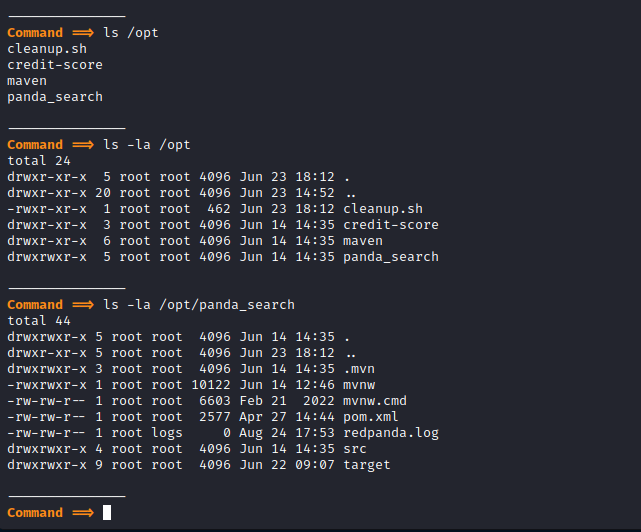 ———————————————
Command ==> ls /opt
cleanup.sh
credit-score
maven
panda_search
———————————————
Command ==> ls -la /opt
total 24
drwxr-xr-x  5 root root 4096 Jun 23 18:12 .
drwxr-xr-x 20 root root 4096 Jun 23 14:52 ..
-rwxr-xr-x  1 root root  462 Jun 23 18:12 cleanup.sh
drwxr-xr-x  3 root root 4096 Jun 14 14:35 credit-score
drwxr-xr-x  6 root root 4096 Jun 14 14:35 maven
drwxrwxr-x  5 root root 4096 Jun 14 14:35 panda_search
———————————————
Command ==> ls -la /opt/panda_search
total 44
drwxrwxr-x 5 root root  4096 Jun 14 14:35 .
drwxr-xr-x 5 root root  4096 Jun 23 18:12 ..
drwxrwxr-x 3 root root  4096 Jun 14 14:35 .mvn
-rwxrwxr-x 1 root root 10122 Jun 14 12:46 mvnw
-rw-rw-r-- 1 root root  6603 Feb 21  2022 mvnw.cmd
-rw-rw-r-- 1 root root  2577 Apr 27 14:44 pom.xml
-rw-rw-r-- 1 root logs     0 Aug 24 17:53 redpanda.log
drwxrwxr-x 4 root root  4096 Jun 14 14:35 src
drwxrwxr-x 9 root root  4096 Jun 22 09:07 target
———————————————
Command ==>